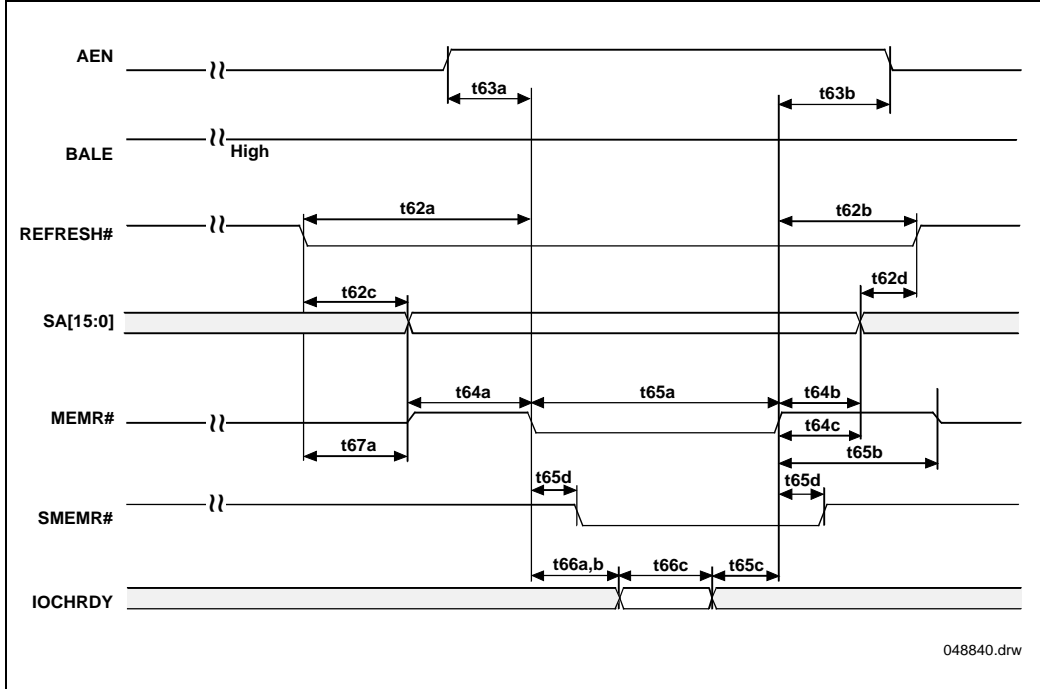 AEN
t63a
t63b
BALE
High
t62a
t62b
REFRESH#
t62c
t62d
SA[15:0]
t64a
t65a
t64b
MEMR#
t67a
t64c
t65b
t65d
t65d
SMEMR#
t66a,b
t66c
t65c
IOCHRDY
048840.drw